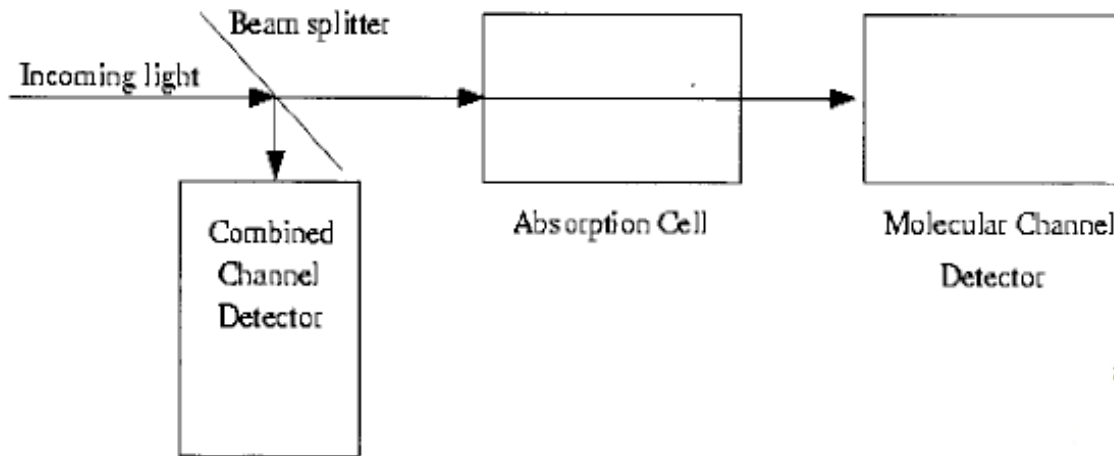 Beam splitter
Incoming light
Combined
Channel
Detector
Absorption Cell
Molecular Channel
Detector